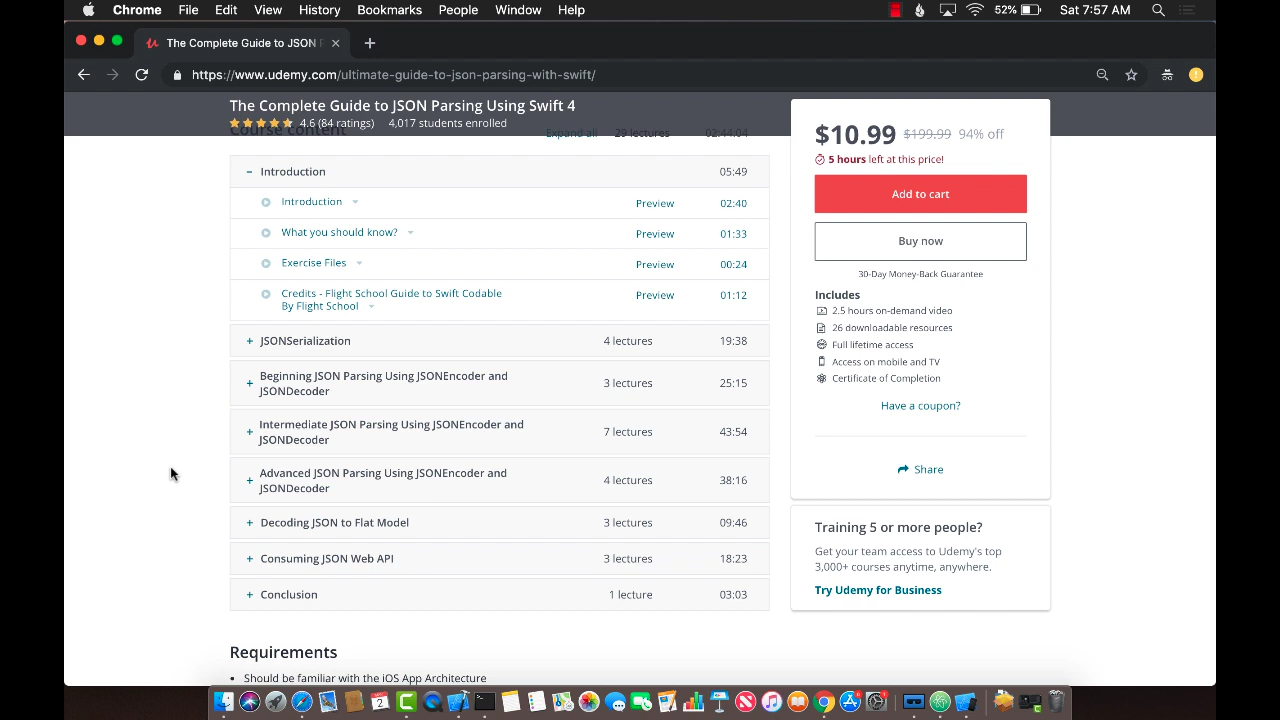 Chrome File Edit View History Bookmarks People Window Help 52% Sat 7:57 AM
The Complete Guide to JSON P
https://www.udemy.com/ultimate-guide-to-json-parsing-with-swift/
The Complete Guide to JSON Parsing Using Swift 4
4.6 (84 ratings) 4,017 students enrolled
Course content Expand all 29 lectures 02:44:04
− Introduction 05:49
Introduction Preview 02:40
What you should know? Preview 01:33
Exercise Files Preview 00:24
Credits - Flight School Guide to Swift Codable
By Flight School Preview 01:12
+ JSONSerialization 4 lectures 19:38
+ Beginning JSON Parsing Using JSONEncoder and
JSONDecoder 3 lectures 25:15
+ Intermediate JSON Parsing Using JSONEncoder and
JSONDecoder 7 lectures 43:54
+ Advanced JSON Parsing Using JSONEncoder and
JSONDecoder 4 lectures 38:16
+ Decoding JSON to Flat Model 3 lectures 09:46
+ Consuming JSON Web API 3 lectures 18:23
+ Conclusion 1 lecture 03:03
Requirements
• Should be familiar with the iOS App Architecture
$10.99 $199.99 94% off
5 hours left at this price!
Add to cart
Buy now
30-Day Money-Back Guarantee
Includes
2.5 hours on-demand video
26 downloadable resources
Full lifetime access
Access on mobile and TV
Certificate of Completion
Have a coupon?
Share
Training 5 or more people?
Get your team access to Udemy's top
3,000+ courses anytime, anywhere.
Try Udemy for Business